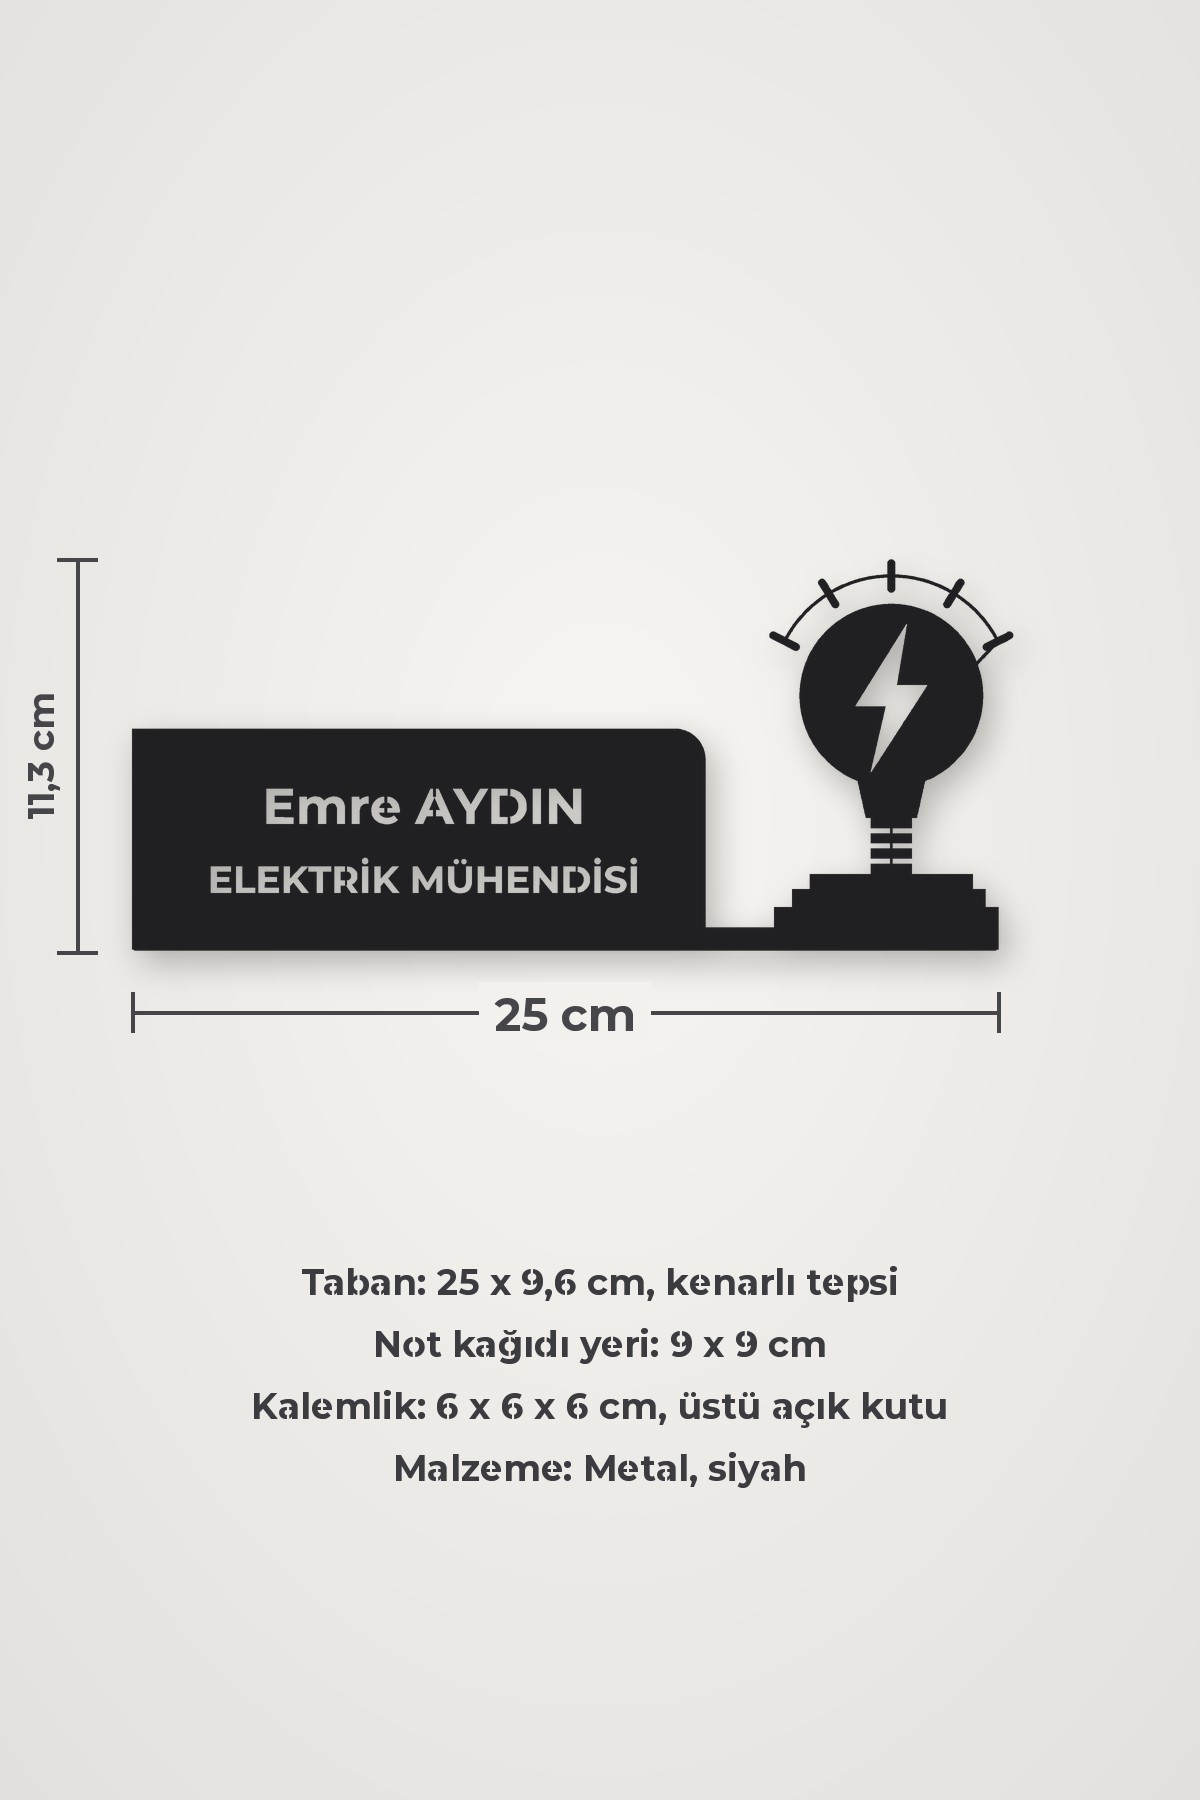 11,3 cm
Emre AYDIN
ELEKTRİK MÜHENDİSİ
25 cm
Taban: 25 x 9,6 cm, kenarlı tepsi
Not kağıdı yeri: 9 x 9 cm
Kalemlik: 6 x 6 x 6 cm, üstü açık kutu
Malzeme: Metal, siyah